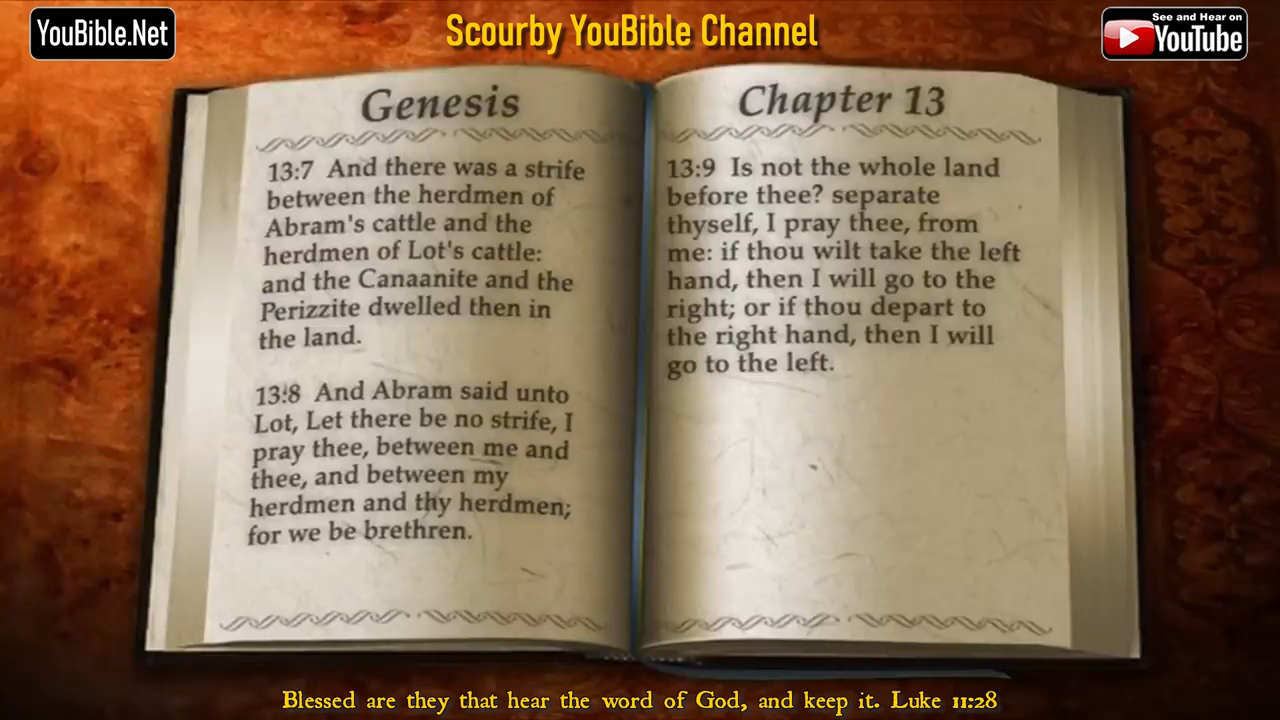 YouBible.Net
Scourby YouBible Channel
See and Hear on
YouTube
Genesis
13:7 And there was a strife
between the herdmen of
Abram's cattle and the
herdmen of Lot's cattle:
and the Canaanite and the
Perizzite dwelled then in
the land.
13:8 And Abram said unto
Lot, Let there be no strife, I
pray thee, between me and
thee, and between my
herdmen and thy herdmen;
for we be brethren.
Chapter 13
13:9 Is not the whole land
before thee? separate
thyself, I pray thee, from
me: if thou wilt take the left
hand, then I will go to the
right; or if thou depart to
the right hand, then I will
go to the left.
Blessed are they that hear the word of God, and keep it. Luke 11:28